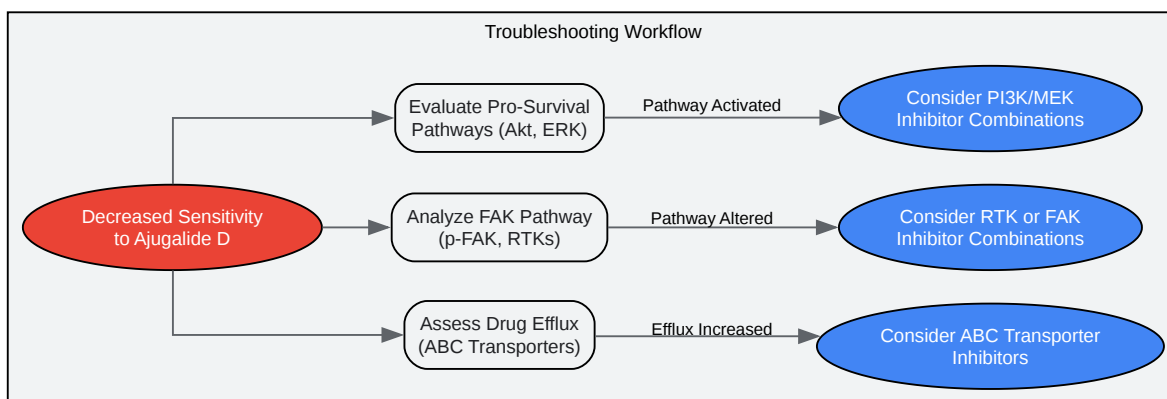 Troubleshooting Workflow
Evaluate Pro-Survival
Pathways (Akt, ERK)
Pathway Activated
Consider PI3K/MEK
Inhibitor Combinations
Decreased Sensitivity
to Ajugalide D
Analyze FAK Pathway
(p-FAK, RTKs)
Pathway Altered
Consider RTK or FAK
Inhibitor Combinations
Assess Drug Efflux
(ABC Transporters)
Efflux Increased
Consider ABC Transporter
Inhibitors